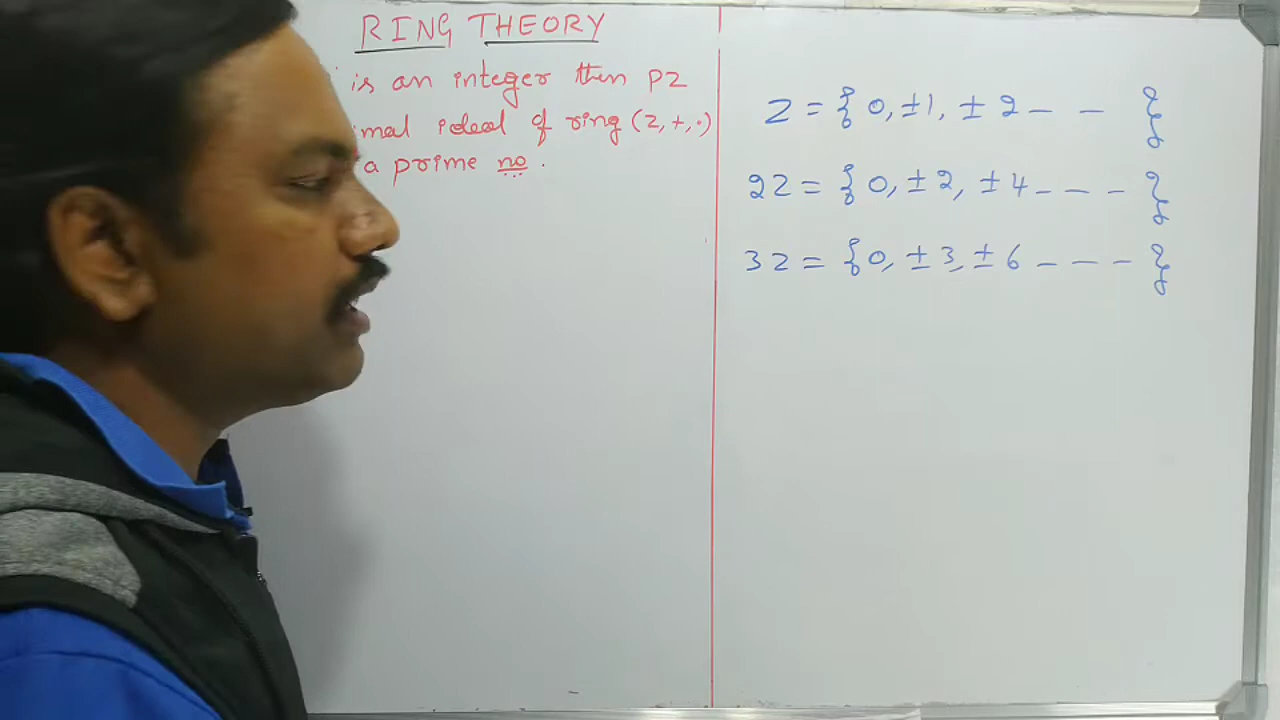 RING THEORY
is an integer then PZ
imal ideal of ring (Z, +, ·)
a prime no.
Z = { 0, ±1, ± 2 - - }
2Z = { 0, ± 2, ± 4 - - - }
3Z = { 0, ± 3, ± 6 - - - }